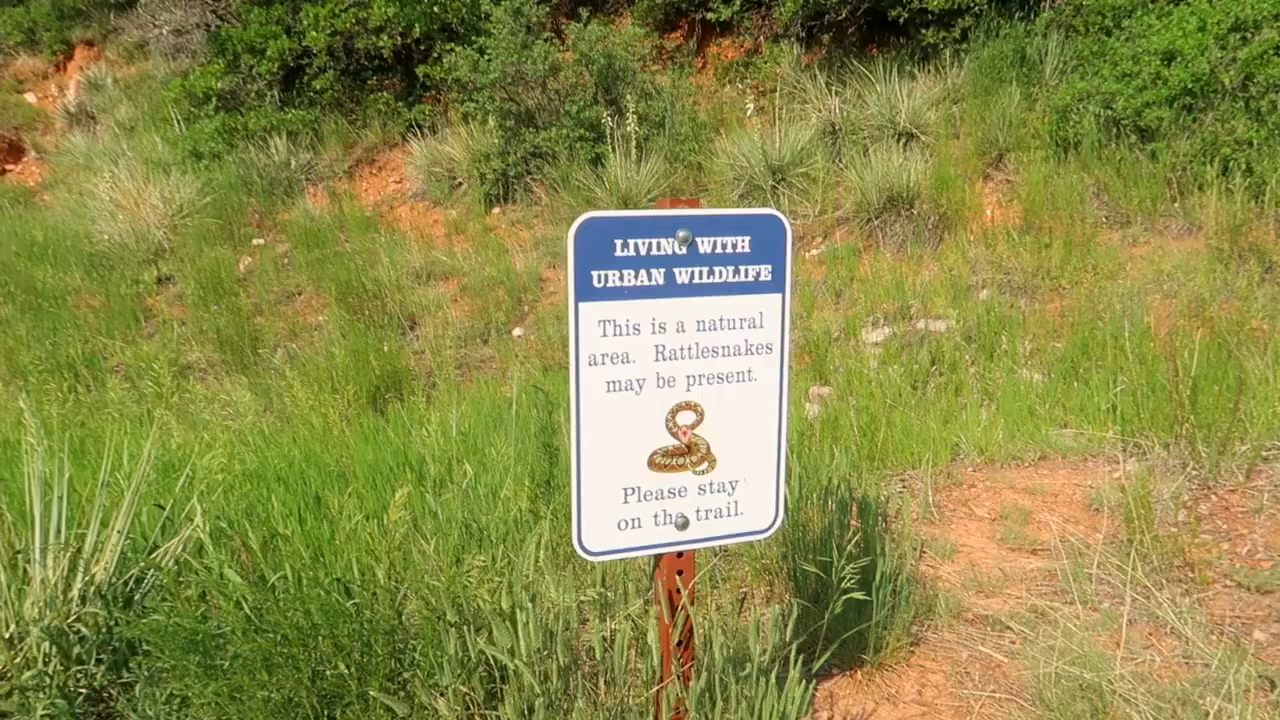 LIVING WITH
URBAN WILDLIFE
This is a natural
area. Rattlesnakes
may be present.
Please stay
on the trail.